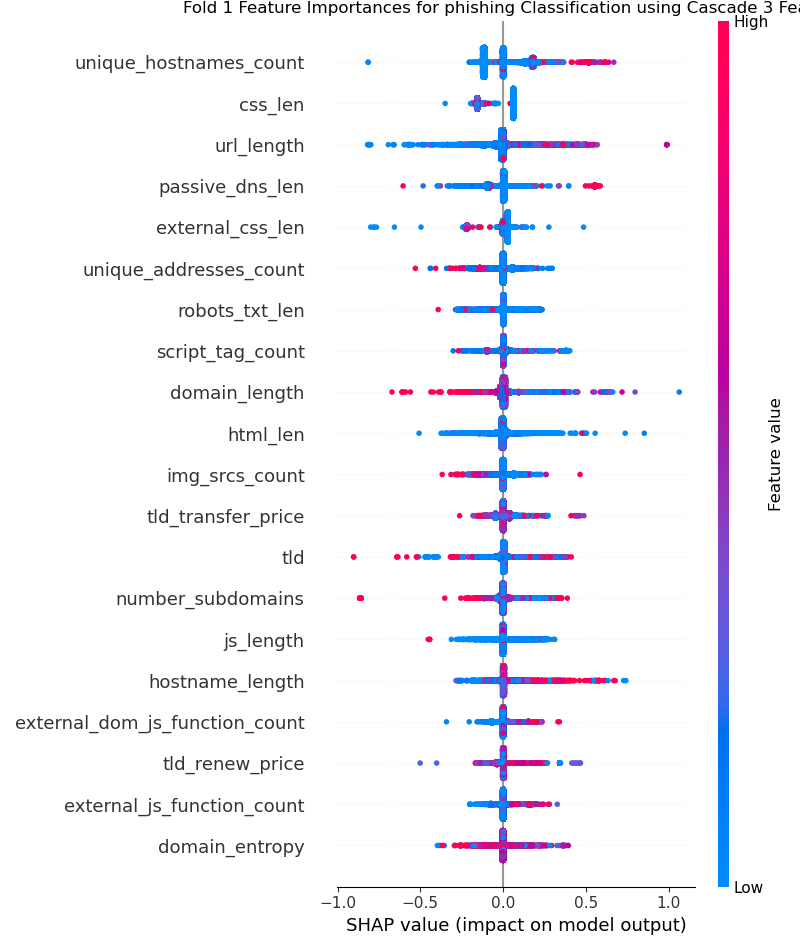 Fold 1 Feature Importances for phishing Classification using Cascade 3 Fea
High
unique_hostnames_count
css_len
url_length
passive_dns_len
external_css_len
unique_addresses_count
robots_txt_len
script_tag_count
domain_length
html_len
img_srcs_count
tld_transfer_price
tld
number_subdomains
js_length
hostname_length
external_dom_js_function_count
tld_renew_price
external_js_function_count
domain_entropy
Feature value
Low
−1.0 −0.5 0.0 0.5 1.0
SHAP value (impact on model output)